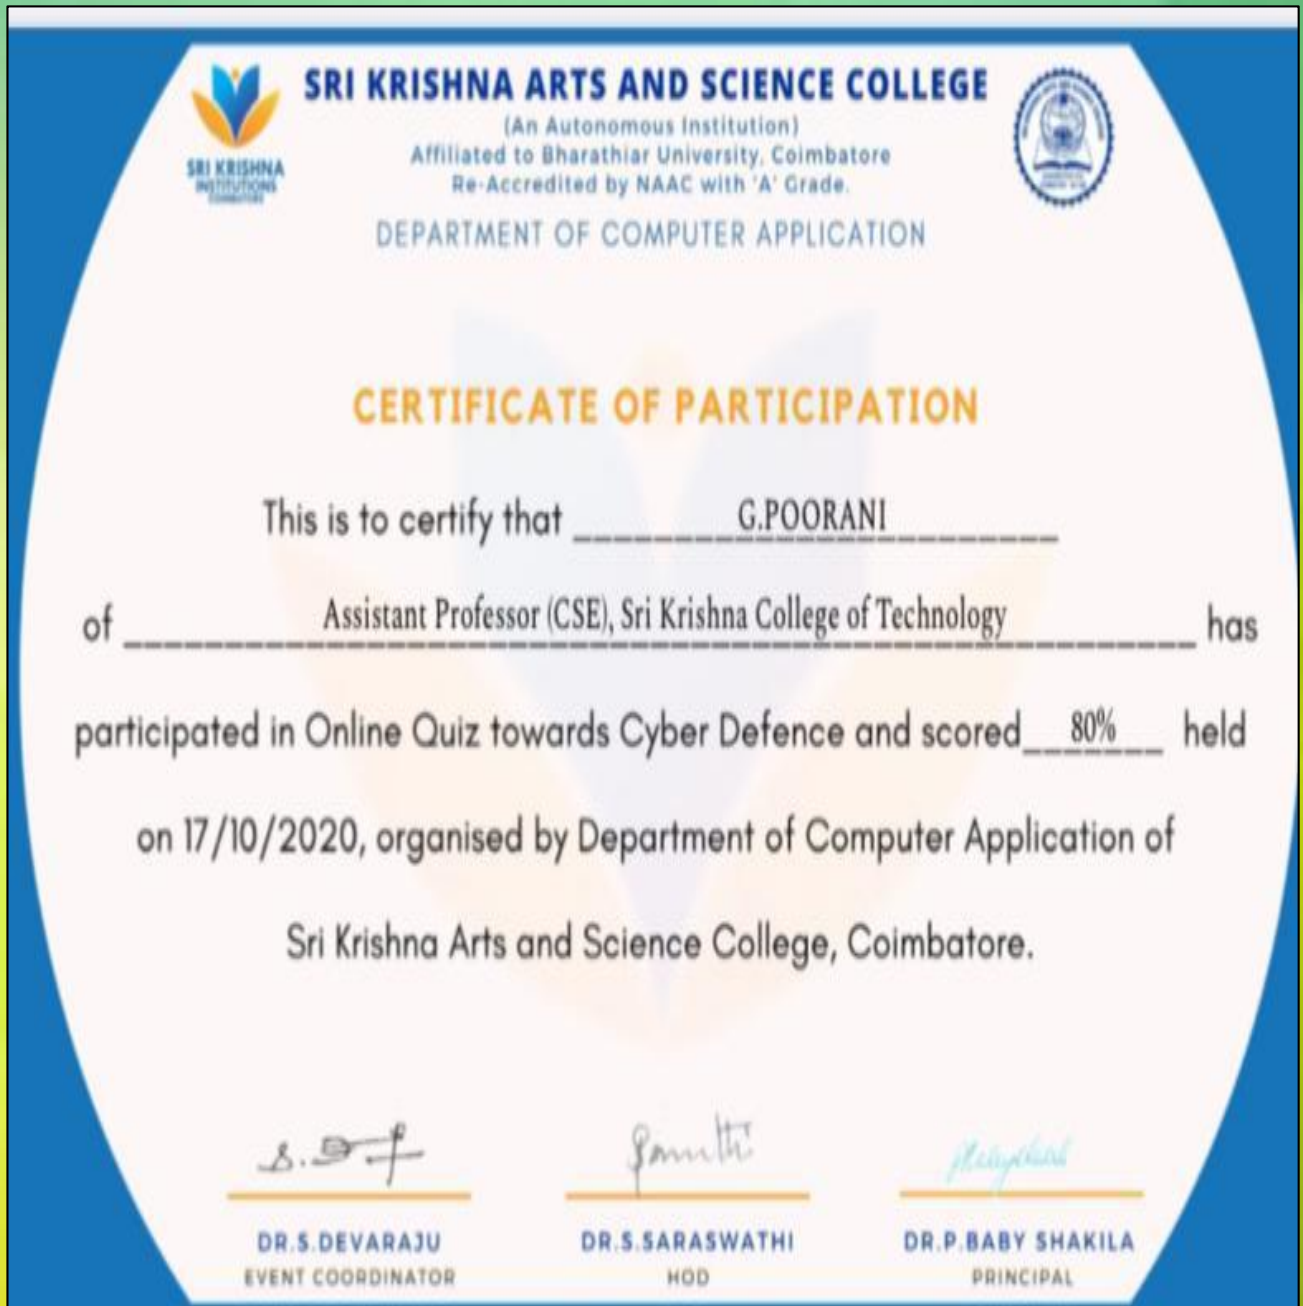 SRI KRISHNA ARTS AND SCIENCE COLLEGE
(An Autonomous Institution)
Affiliated to Bharathiar University, Coimbatore
Re-Accredited by NAAC with 'A' Grade.
SRI KRISHNA
INSTITUTIONS
COIMBATORE
DEPARTMENT OF COMPUTER APPLICATION
CERTIFICATE OF PARTICIPATION
This is to certify that G.POORANI
of Assistant Professor (CSE), Sri Krishna College of Technology has
participated in Online Quiz towards Cyber Defence and scored 80% held
on 17/10/2020, organised by Department of Computer Application of
Sri Krishna Arts and Science College, Coimbatore.
DR.S.DEVARAJU DR.S.SARASWATHI DR.P.BABY SHAKILA
EVENT COORDINATOR HOD PRINCIPAL